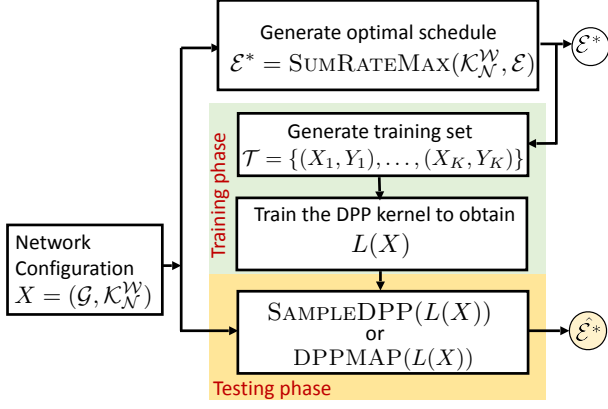 Generate optimal schedule
ℰ* = SUMRATEMAX(𝒦_𝒩^𝒲, ℰ)
ℰ*
Training phase
Generate training set
𝒯 = {(X₁, Y₁), . . . , (X_K, Y_K)}
Train the DPP kernel to obtain
L(X)
Network
Configuration
X = (𝒢, 𝒦_𝒩^𝒲)
SAMPLEDPP(L(X))
or
DPPMAP(L(X))
ℰ̂*
Testing phase